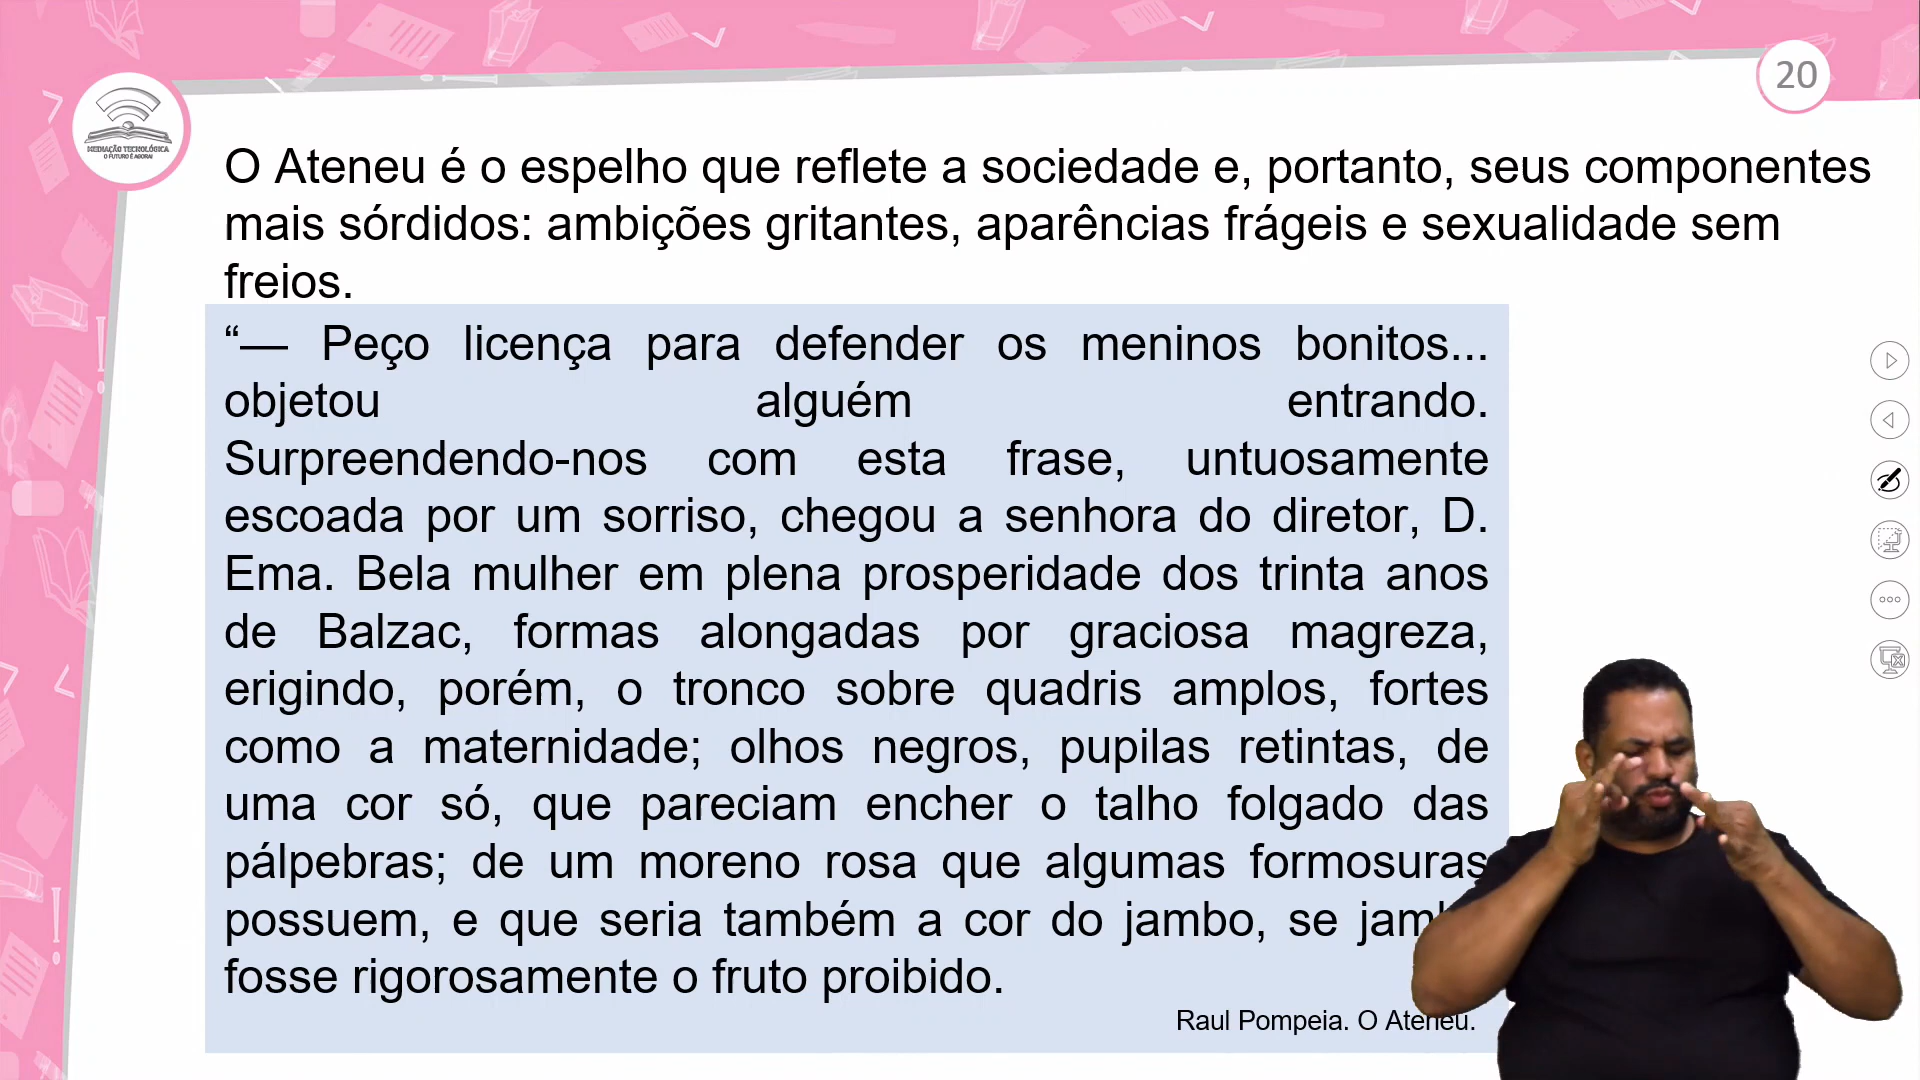 20
MEDIAÇÃO TECNOLÓGICA
O FUTURO É AGORA!
O Ateneu é o espelho que reflete a sociedade e, portanto, seus componentes
mais sórdidos: ambições gritantes, aparências frágeis e sexualidade sem
freios.
“— Peço licença para defender os meninos bonitos...
objetou alguém entrando.
Surpreendendo-nos com esta frase, untuosamente
escoada por um sorriso, chegou a senhora do diretor, D.
Ema. Bela mulher em plena prosperidade dos trinta anos
de Balzac, formas alongadas por graciosa magreza,
erigindo, porém, o tronco sobre quadris amplos, fortes
como a maternidade; olhos negros, pupilas retintas, de
uma cor só, que pareciam encher o talho folgado das
pálpebras; de um moreno rosa que algumas formosuras
possuem, e que seria também a cor do jambo, se
fosse rigorosamente o fruto proibido.
Raul Pompeia. O Ateneu.